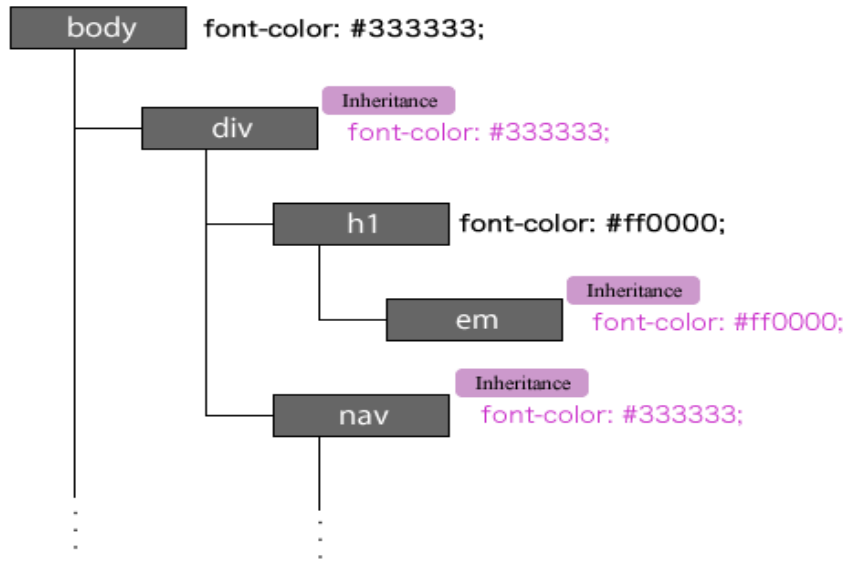 body font-color: #333333;
Inheritance
div font-color: #333333;
h1 font-color: #ff0000;
Inheritance
em font-color: #ff0000;
Inheritance
nav font-color: #333333;